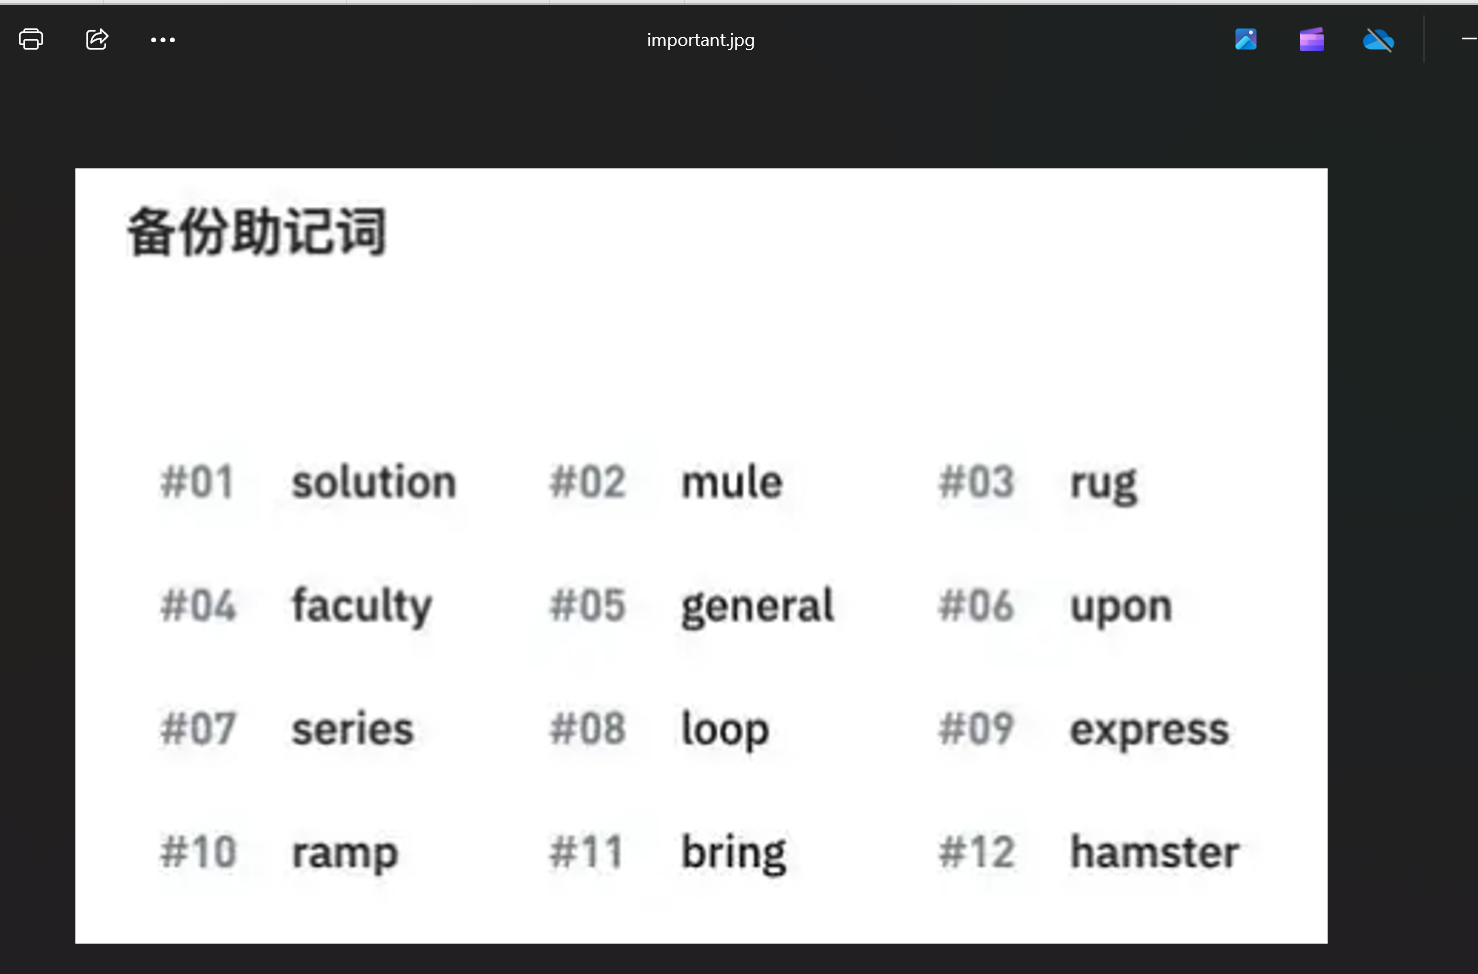 important.jpg
备份助记词
#01 solution #02 mule #03 rug
#04 faculty #05 general #06 upon
#07 series #08 loop #09 express
#10 ramp #11 bring #12 hamster